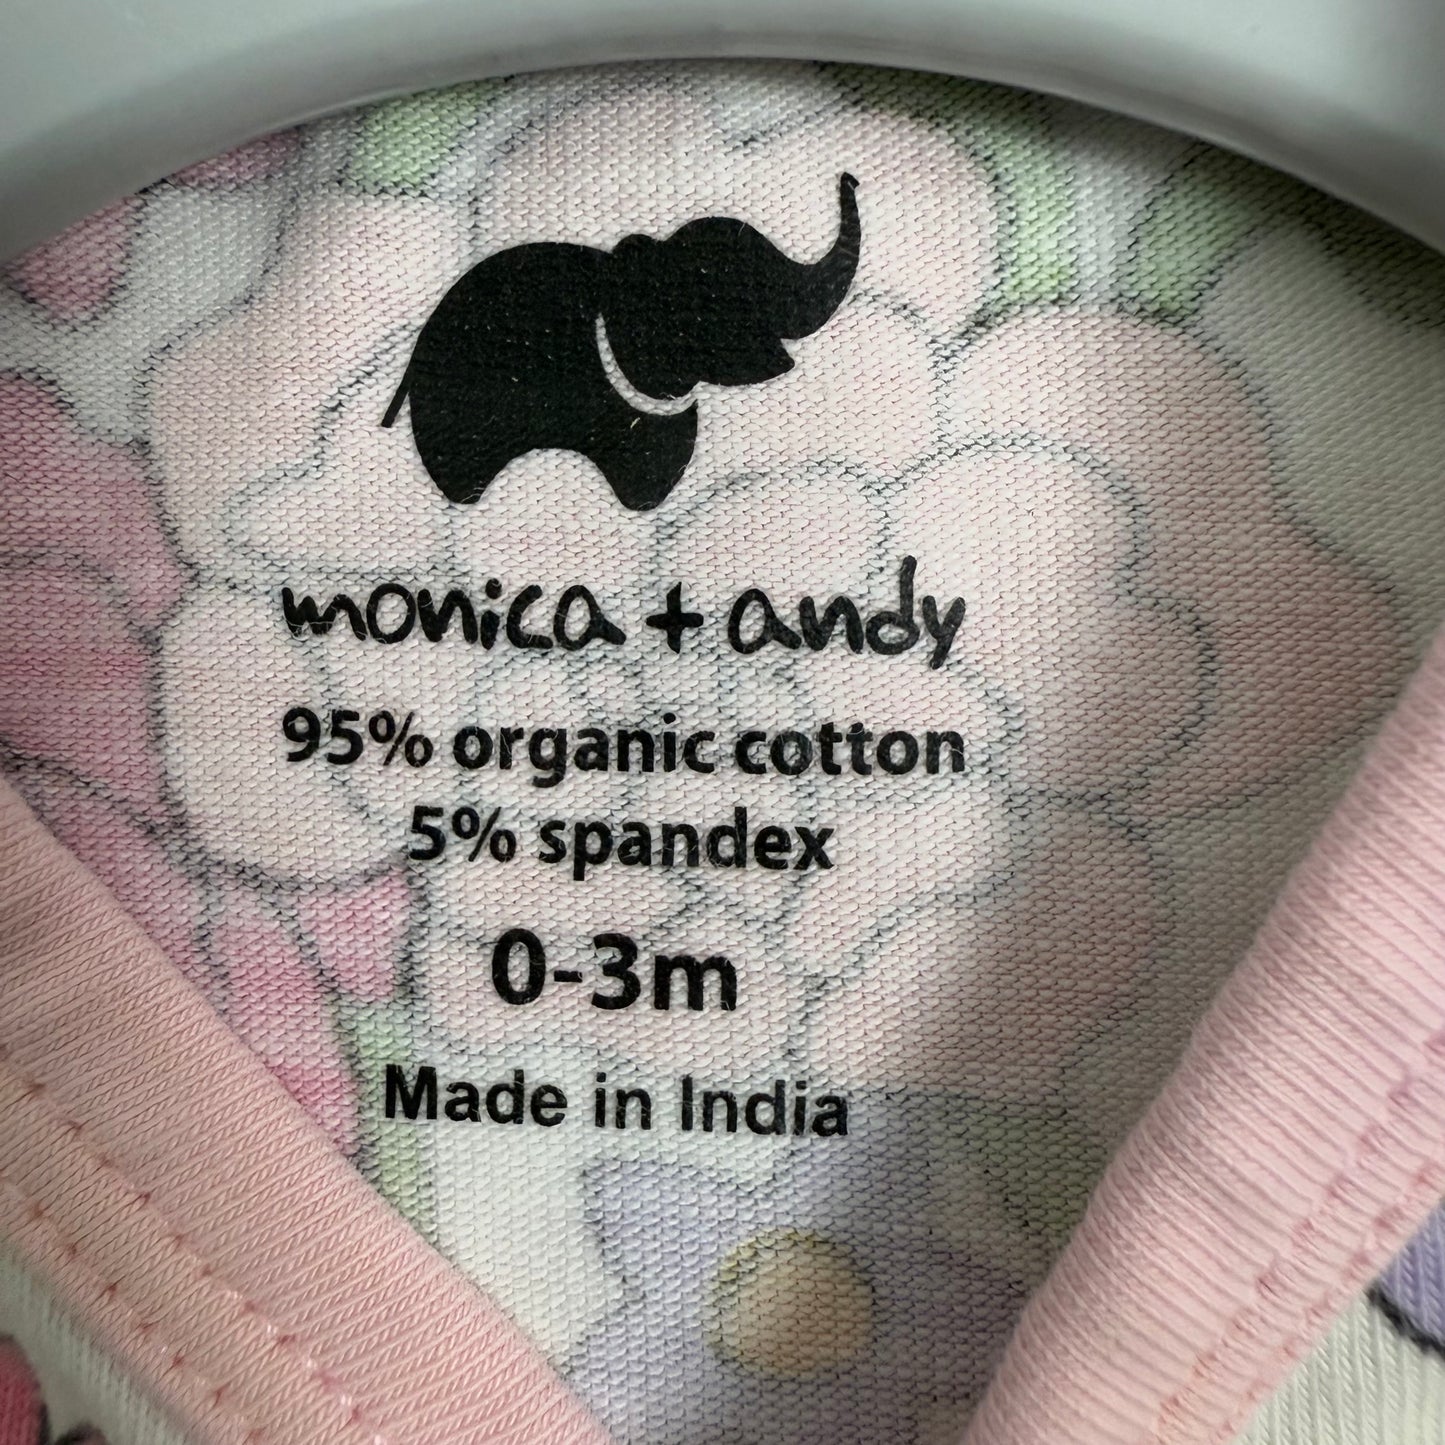 monica + andy
95% organic cotton
5% spandex
0-3m
Made in India